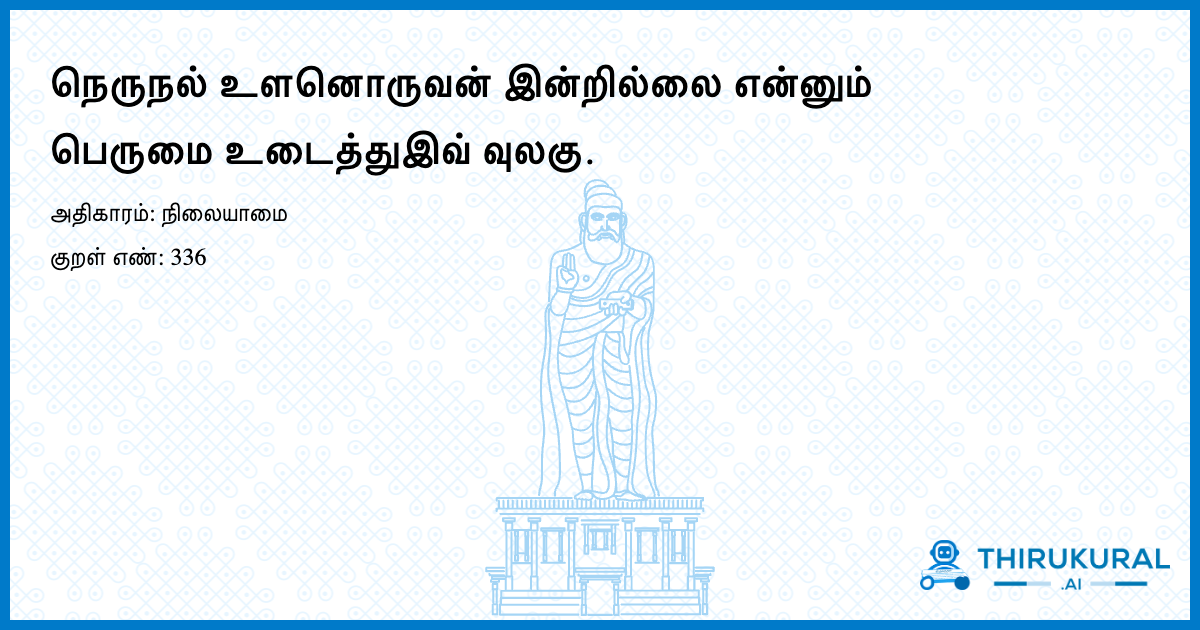 நெருநல் உளனொருவன் இன்றில்லை என்னும்
பெருமை உடைத்துஇவ் வுலகு.
அதிகாரம்: நிலையாமை
குறள் எண்: 336
THIRUKURAL
.AI